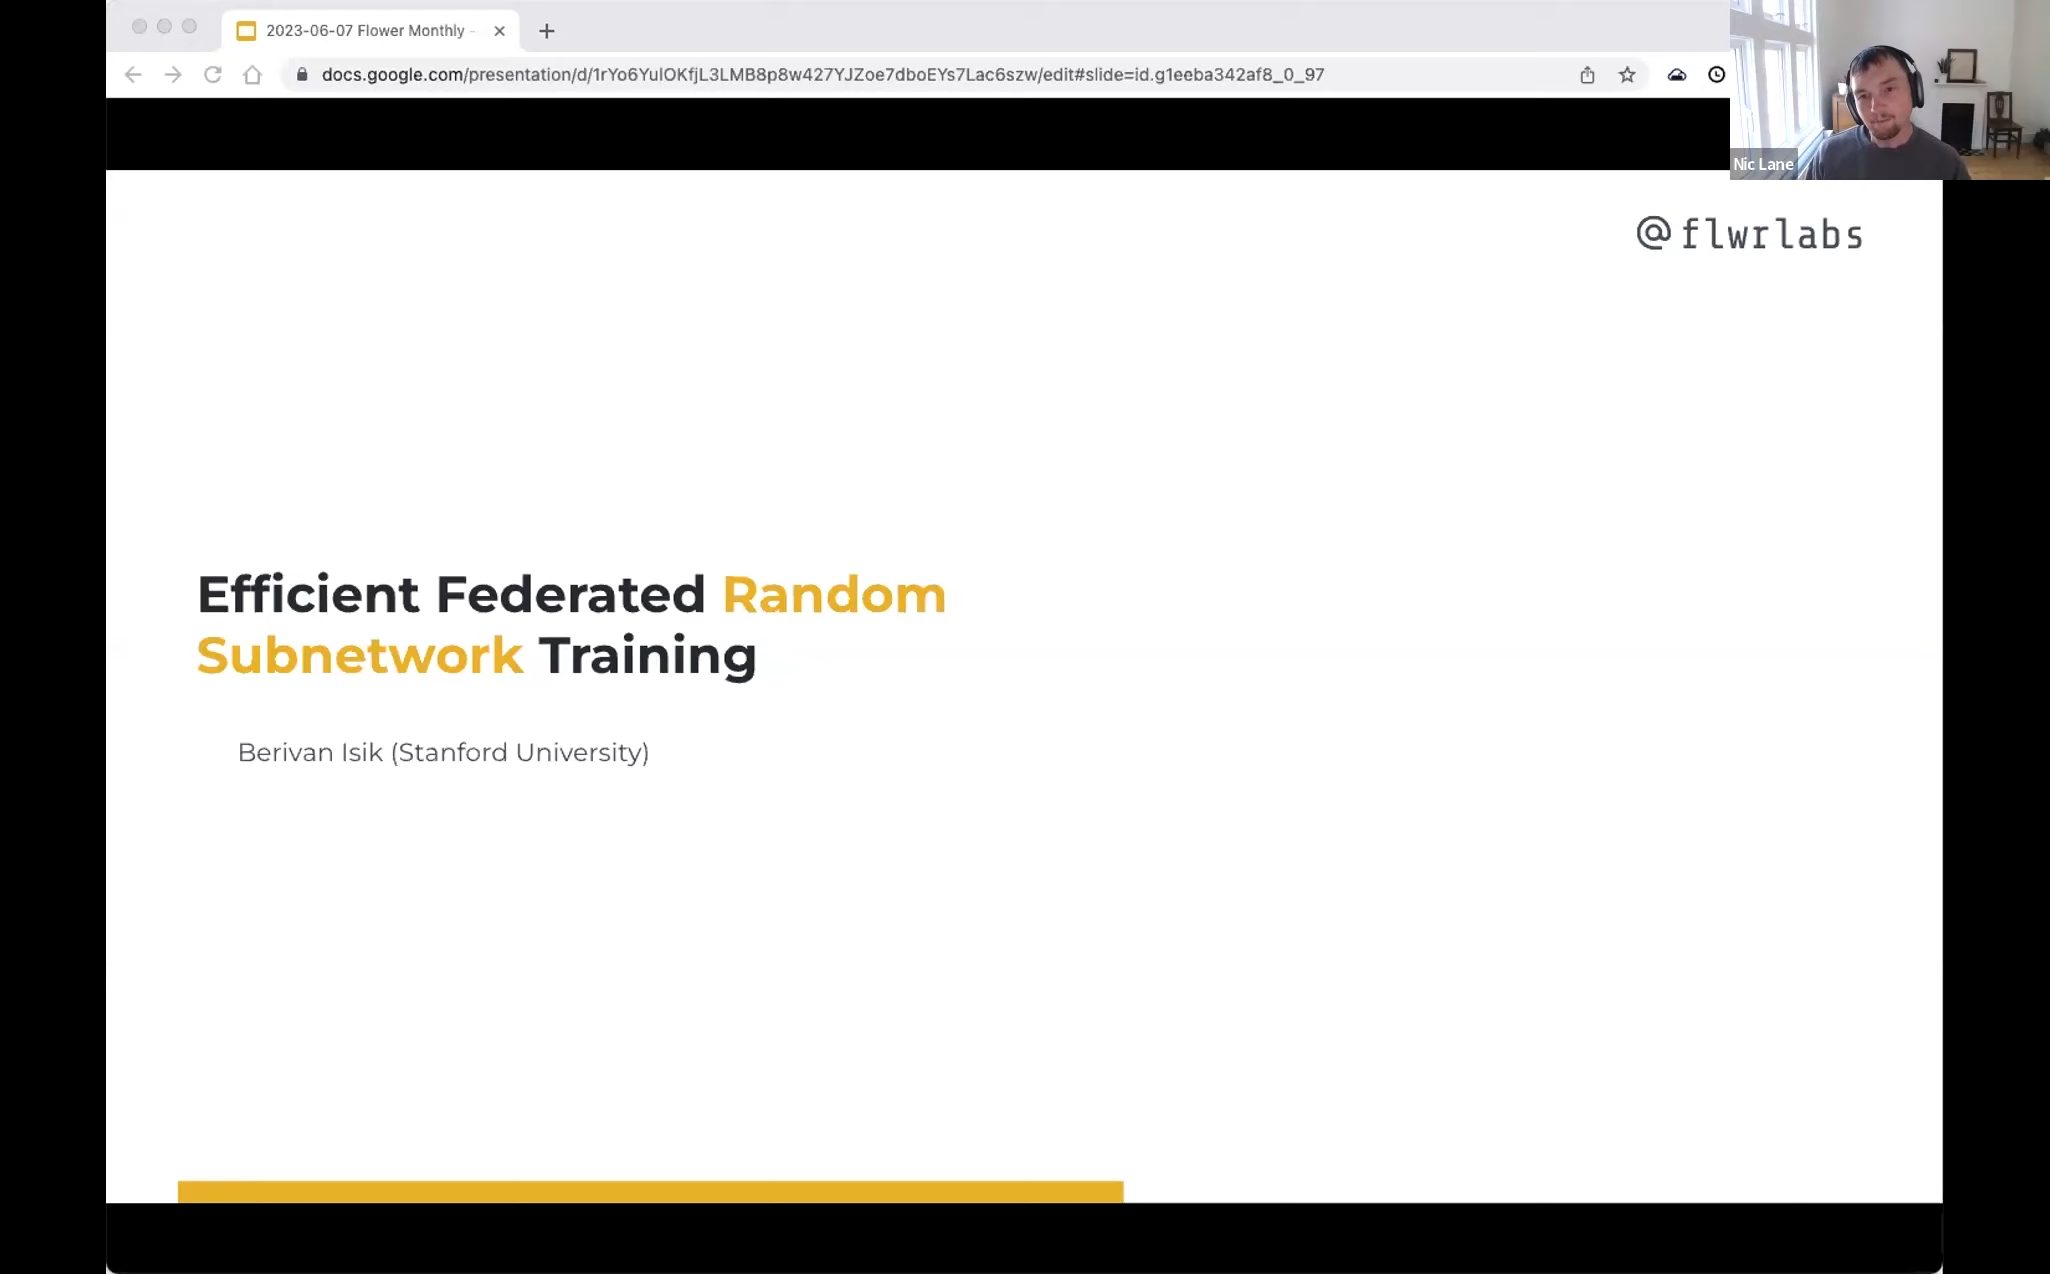 2023-06-07 Flower Monthly -
docs.google.com/presentation/d/1rYo6YulOKfjL3LMB8p8w427YJZoe7dboEYs7Lac6szw/edit#slide=id.g1eeba342af8_0_97
Nic Lane
@flwrlabs
Efficient Federated Random
Subnetwork Training
Berivan Isik (Stanford University)